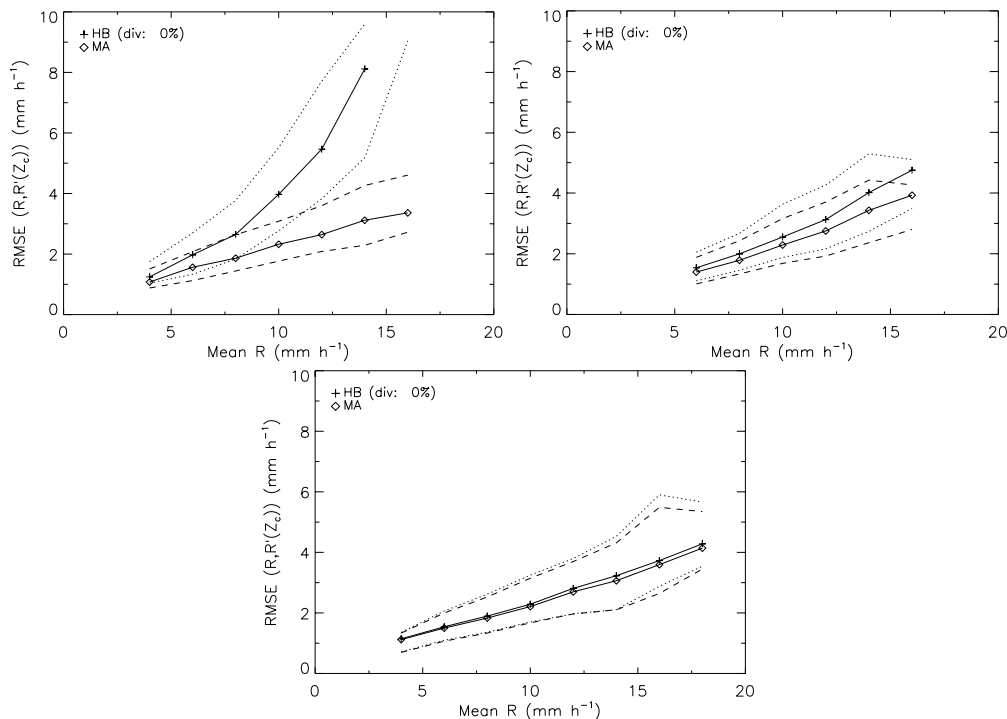 10
8
6
4
2
0
RMSE (R,R'(Z_c)) (mm h⁻¹)
HB (div: 0%)
MA
0 5 10 15 20
Mean R (mm h⁻¹)
10
8
6
4
2
0
RMSE (R,R'(Z_c)) (mm h⁻¹)
HB (div: 0%)
MA
0 5 10 15 20
Mean R (mm h⁻¹)
10
8
6
4
2
0
RMSE (R,R'(Z_c)) (mm h⁻¹)
HB (div: 0%)
MA
0 5 10 15 20
Mean R (mm h⁻¹)